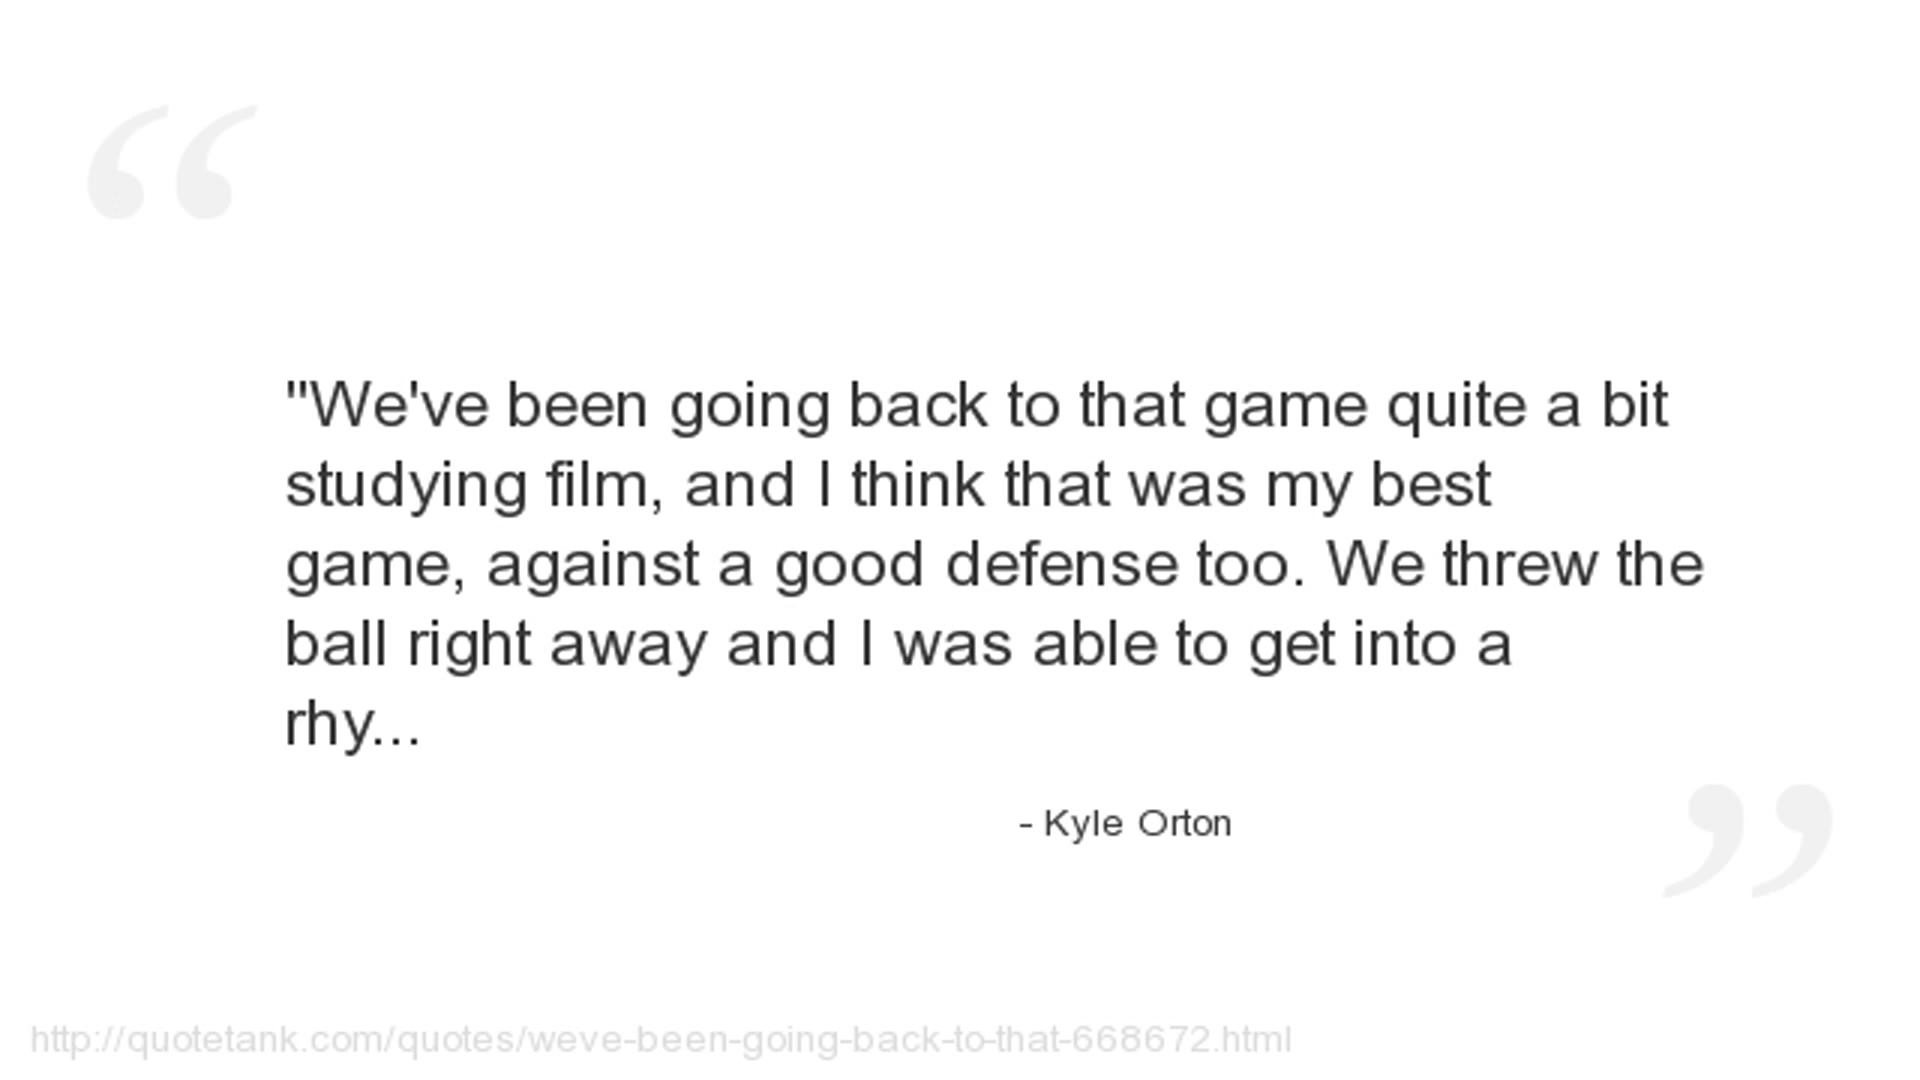 “
"We've been going back to that game quite a bit
studying film, and I think that was my best
game, against a good defense too. We threw the
ball right away and I was able to get into a
rhy...
- Kyle Orton
”
http://quotetank.com/quotes/weve-been-going-back-to-that-668672.html